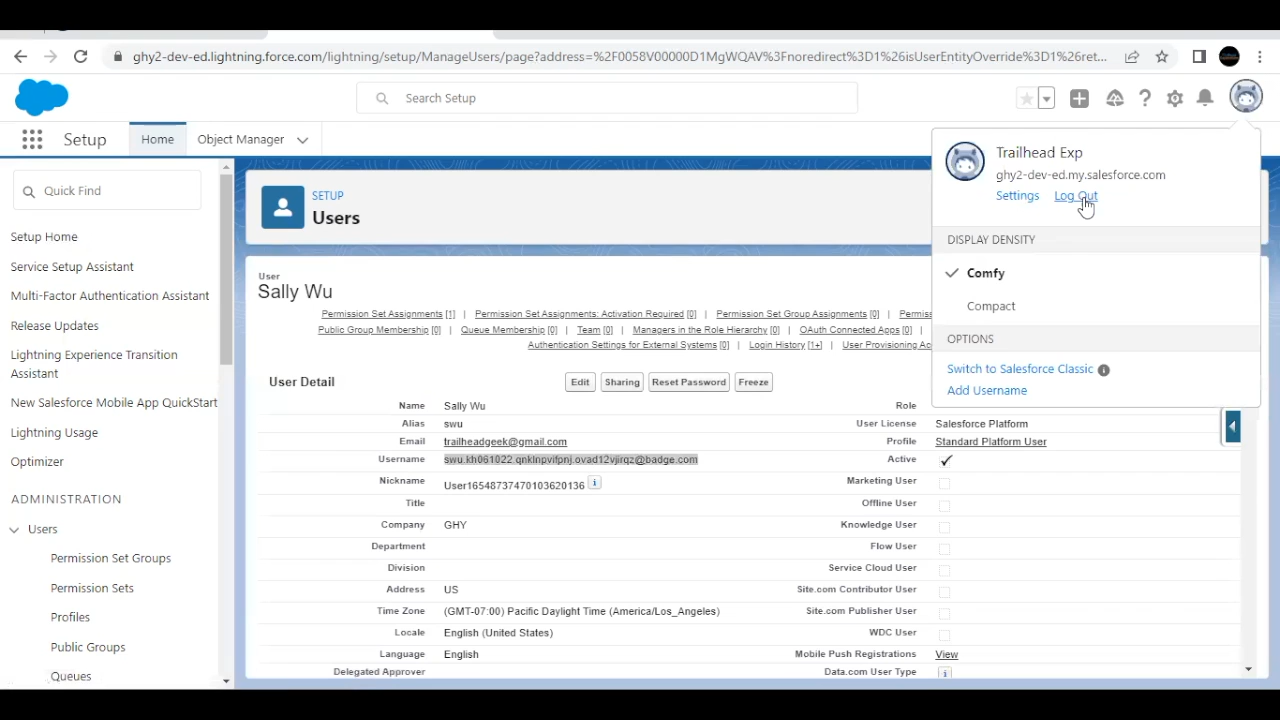 ghy2-dev-ed.lightning.force.com/lightning/setup/ManageUsers/page?address=%2F0058V00000D1MgWQAV%3Fnoredirect%3D1%26isUserEntityOverride%3D1%26ret...
Search Setup
Setup
Home
Object Manager
Trailhead Exp
ghy2-dev-ed.my.salesforce.com
Settings
Log Out
DISPLAY DENSITY
Comfy
Compact
OPTIONS
Switch to Salesforce Classic
Add Username
Quick Find
Setup Home
Service Setup Assistant
Multi-Factor Authentication Assistant
Release Updates
Lightning Experience Transition
Assistant
New Salesforce Mobile App QuickStart
Lightning Usage
Optimizer
ADMINISTRATION
Users
Permission Set Groups
Permission Sets
Profiles
Public Groups
Queues
SETUP
Users
User
Sally Wu
Permission Set Assignments [1] | Permission Set Assignments: Activation Required [0] | Permission Set Group Assignments [0] | Permiss
Public Group Membership [0] | Queue Membership [0] | Team [0] | Managers in the Role Hierarchy [0] | OAuth Connected Apps [0] |
Authentication Settings for External Systems [0] | Login History [1+] | User Provisioning Ac
User Detail
Edit
Sharing
Reset Password
Freeze
Name Sally Wu Role
Alias swu User License Salesforce Platform
Email trailheadgeek@gmail.com Profile Standard Platform User
Username swu.kh061022.qnklnpvifpnj.ovad12vjirqz@badge.com Active
Nickname User16548737470103620136 Marketing User
Title Offline User
Company GHY Knowledge User
Department Flow User
Division Service Cloud User
Address US Site.com Contributor User
Time Zone (GMT-07:00) Pacific Daylight Time (America/Los_Angeles) Site.com Publisher User
Locale English (United States) WDC User
Language English Mobile Push Registrations View
Delegated Approver Data.com User Type